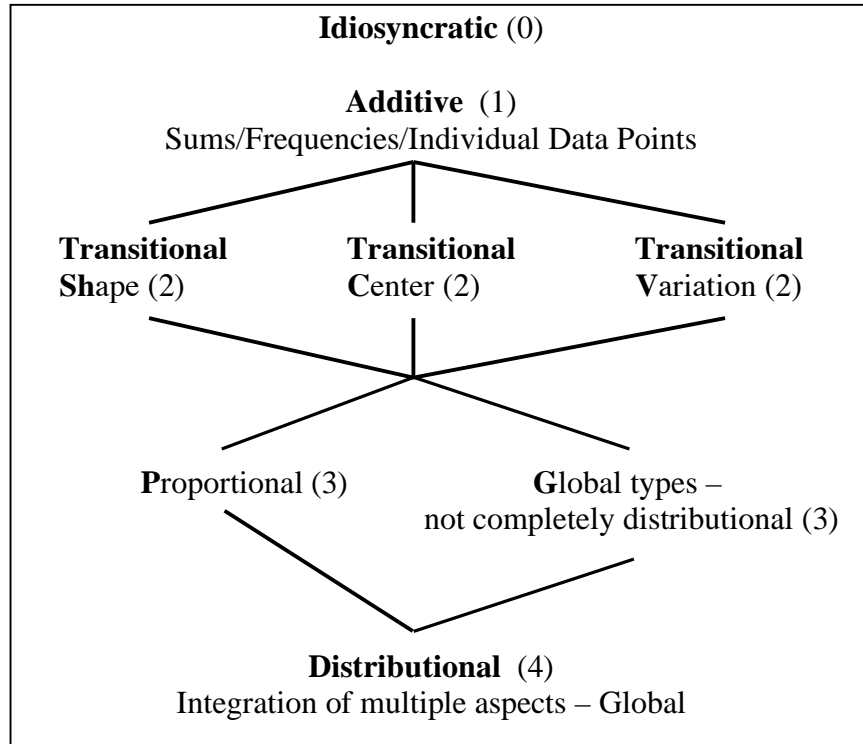 Idiosyncratic (0)
Additive (1)
Sums/Frequencies/Individual Data Points
Transitional
Shape (2)
Transitional
Center (2)
Transitional
Variation (2)
Proportional (3)
Global types –
not completely distributional (3)
Distributional (4)
Integration of multiple aspects – Global